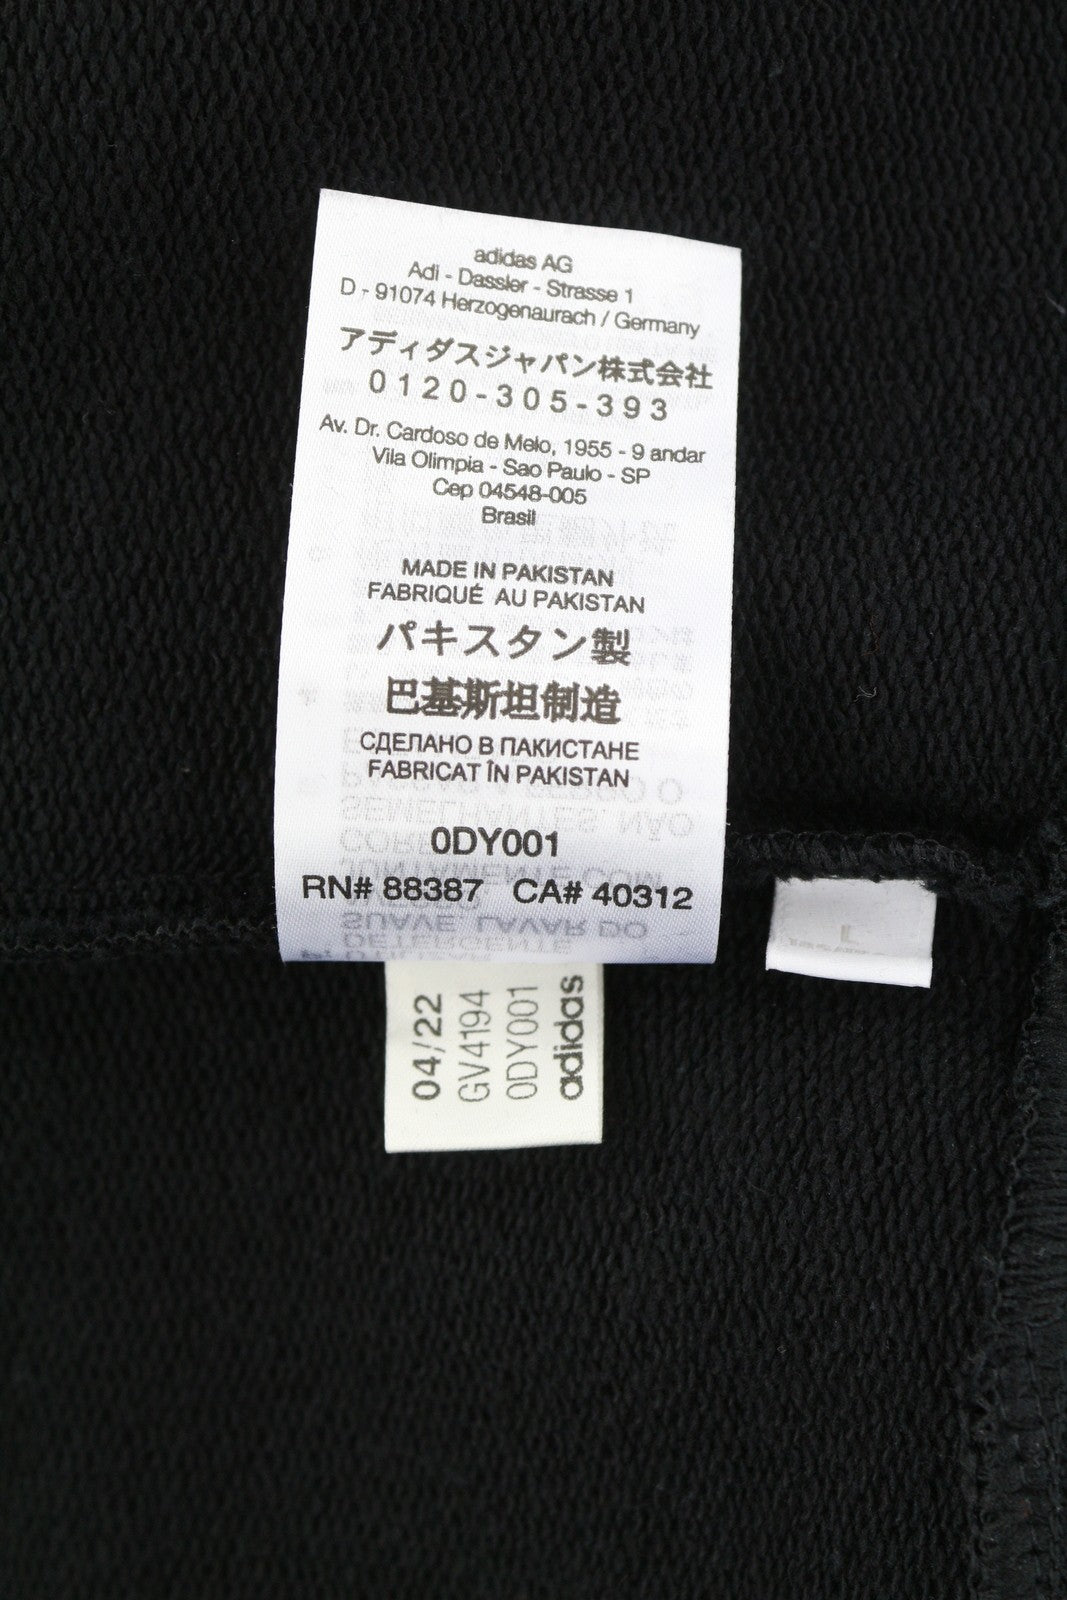 adidas AG
Adi - Dassler - Strasse 1
D - 91074 Herzogenaurach / Germany
アディダスジャパン株式会社
0120-305-393
Av. Dr. Cardoso de Melo, 1955 - 9 andar
Vila Olimpia - Sao Paulo - SP
Cep 04548-005
Brasil
MADE IN PAKISTAN
FABRIQUÉ AU PAKISTAN
パキスタン製
巴基斯坦制造
СДЕЛАНО В ПАКИСТАНЕ
FABRICAT ÎN PAKISTAN
0DY001
RN# 88387 CA# 40312
04/22
GV4194
0DY001
adidas